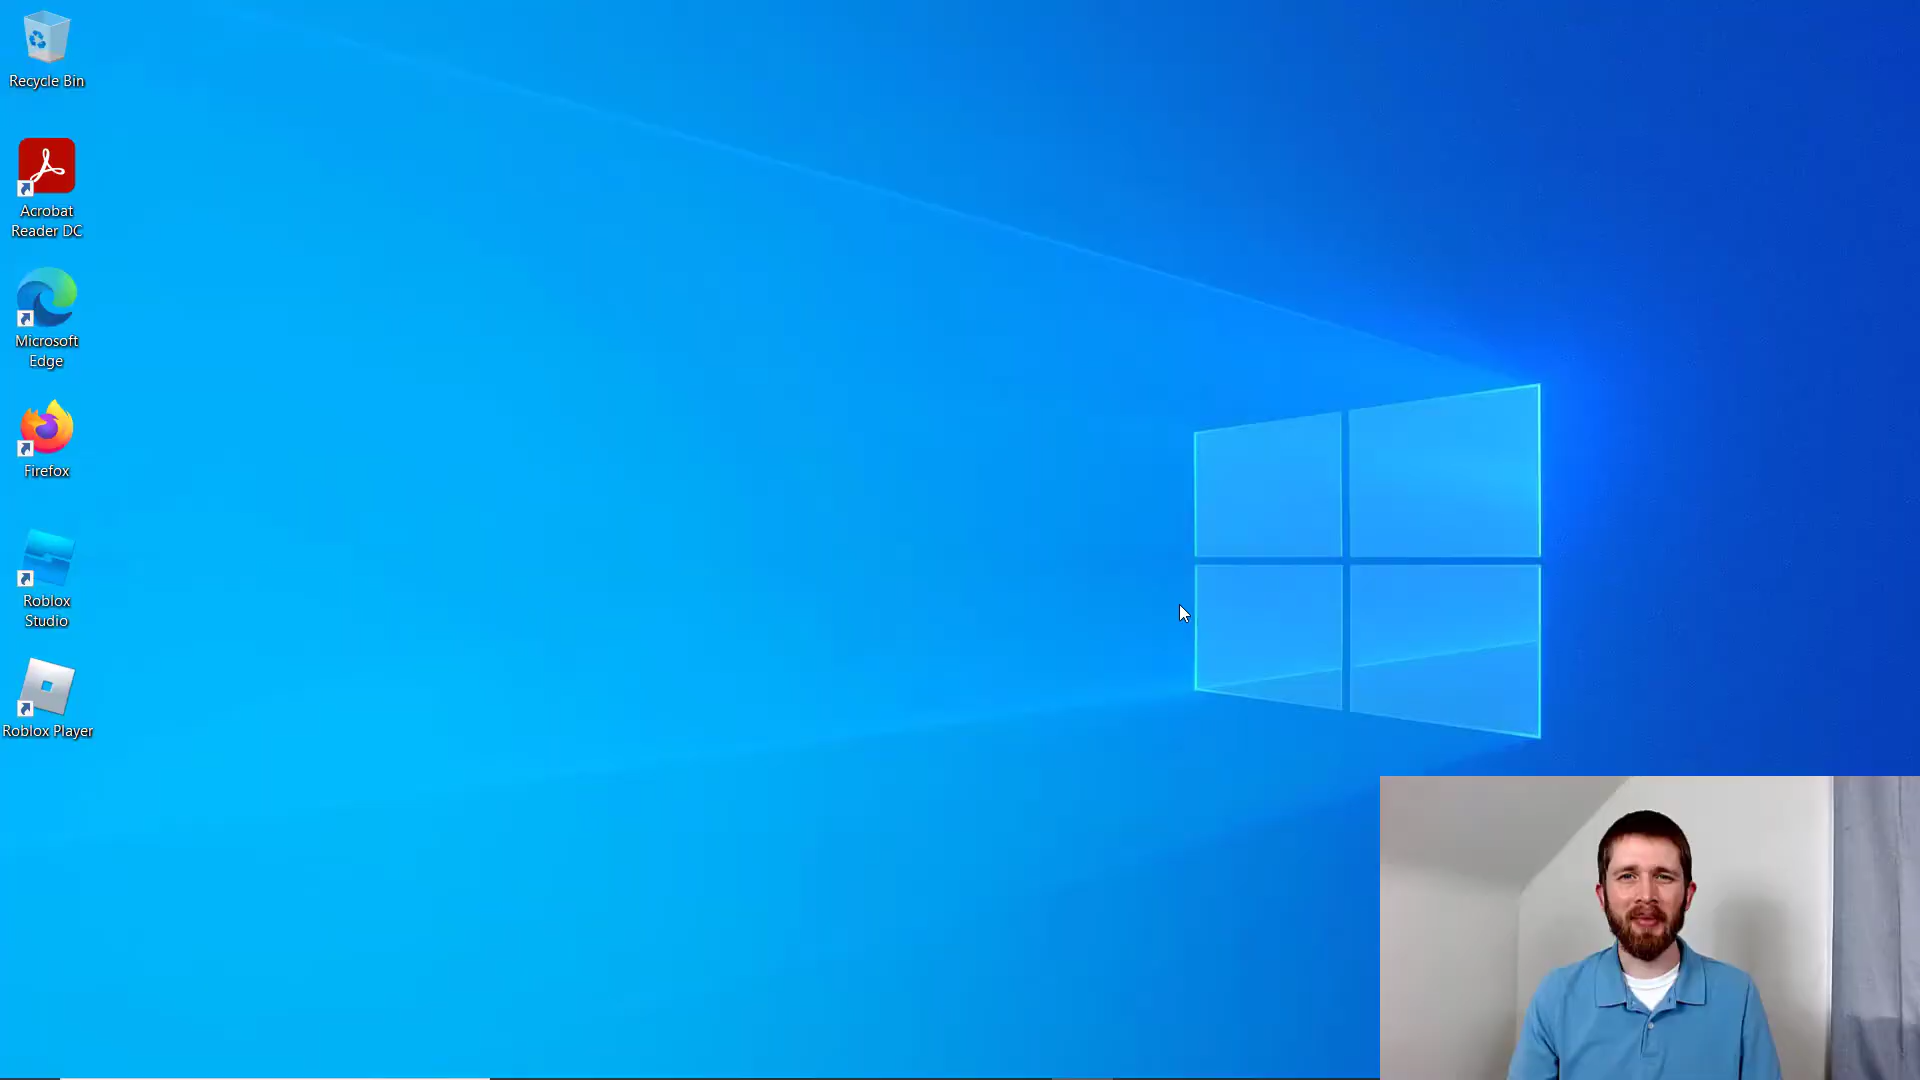 Recycle Bin
Acrobat
Reader DC
Microsoft
Edge
Firefox
Roblox
Studio
Roblox Player